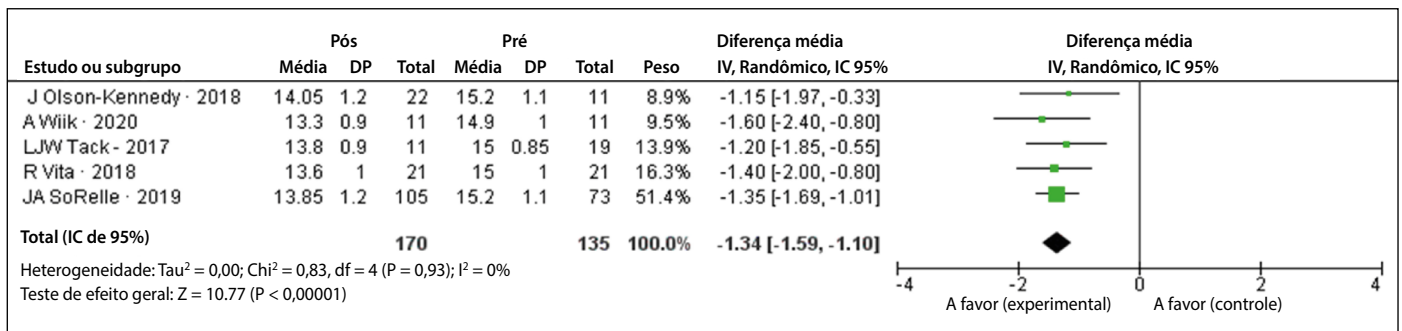 Pós Pré Diferença média Diferença média
Estudo ou subgrupo Média DP Total Média DP Total Peso IV, Randômico, IC 95% IV, Randômico, IC 95%
J Olson-Kennedy · 2018 14.05 1.2 22 15.2 1.1 11 8.9% -1.15 [-1.97, -0.33]
A Wiik · 2020 13.3 0.9 11 14.9 1 11 9.5% -1.60 [-2.40, -0.80]
LJW Tack - 2017 13.8 0.9 11 15 0.85 19 13.9% -1.20 [-1.85, -0.55]
R Vita · 2018 13.6 1 21 15 1 21 16.3% -1.40 [-2.00, -0.80]
JA SoRelle · 2019 13.85 1.2 105 15.2 1.1 73 51.4% -1.35 [-1.69, -1.01]
Total (IC de 95%) 170 135 100.0% -1.34 [-1.59, -1.10]
Heterogeneidade: Tau² = 0,00; Chi² = 0,83, df = 4 (P = 0,93); I² = 0%
Teste de efeito geral: Z = 10.77 (P < 0,00001)
-4 -2 0 2 4
A favor (experimental) A favor (controle)